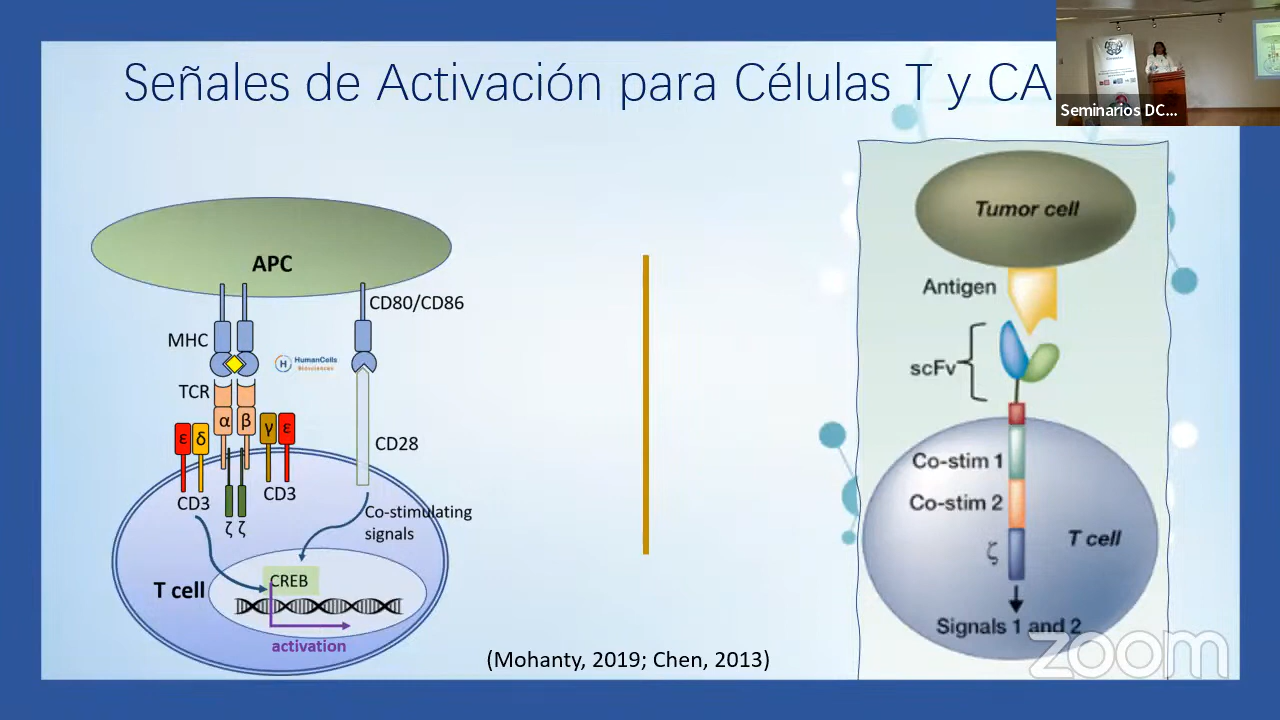 Señales de Activación para Células T y CA
Seminarios DC...
APC
CD80/CD86
MHC
HumanCells
Biosciences
TCR
α β
ε δ
γ ε
CD28
CD3
CD3
ζ ζ
Co-stimulating
signals
CREB
T cell
activation
(Mohanty, 2019; Chen, 2013)
Tumor cell
Antigen
scFv
Co-stim 1
Co-stim 2
ζ
T cell
Signals 1 and 2
zoom